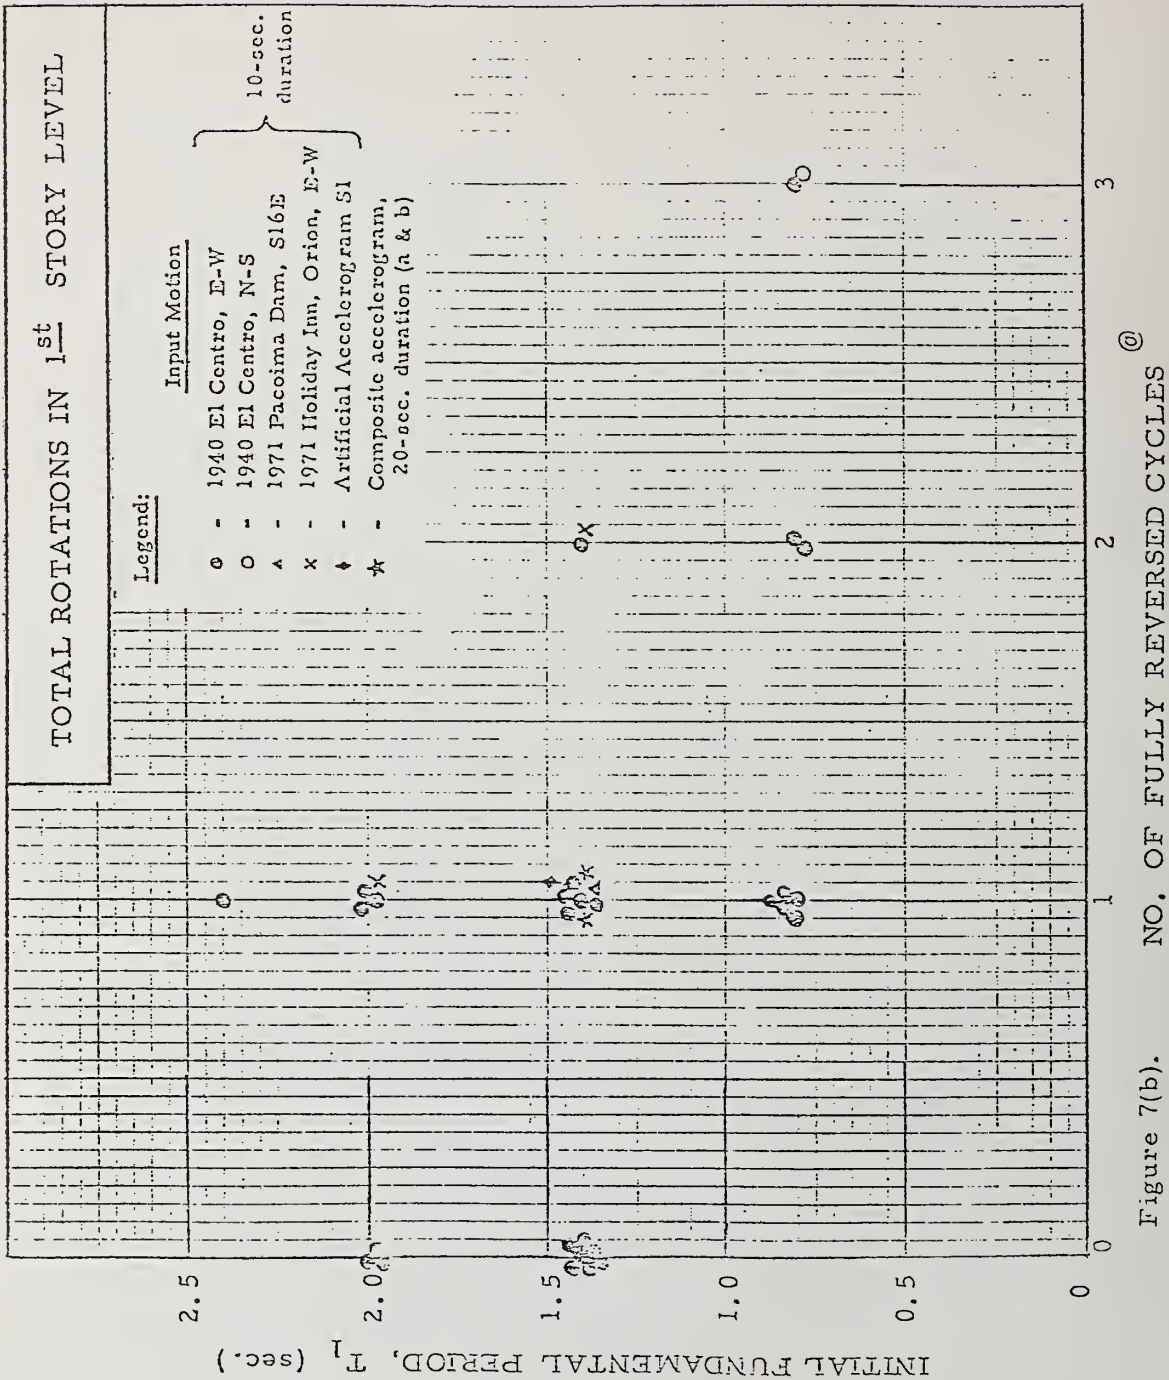 TOTAL ROTATIONS IN 1st STORY LEVEL
Legend:
Input Motion
- 1940 El Centro, E-W
- 1940 El Centro, N-S
- 1971 Pacoima Dam, S16E
x - 1971 Holiday Inn, Orion, E-W
- Artificial Accelerogram S1
10-sec.
duration
- Composite accelerogram,
20-sec. duration (a & b)
INITIAL FUNDAMENTAL PERIOD, T1 (sec.)
2.5
2.0
1.5
1.0
0.5
0
0
1
2
3
Figure 7(b). NO. OF FULLY REVERSED CYCLES @